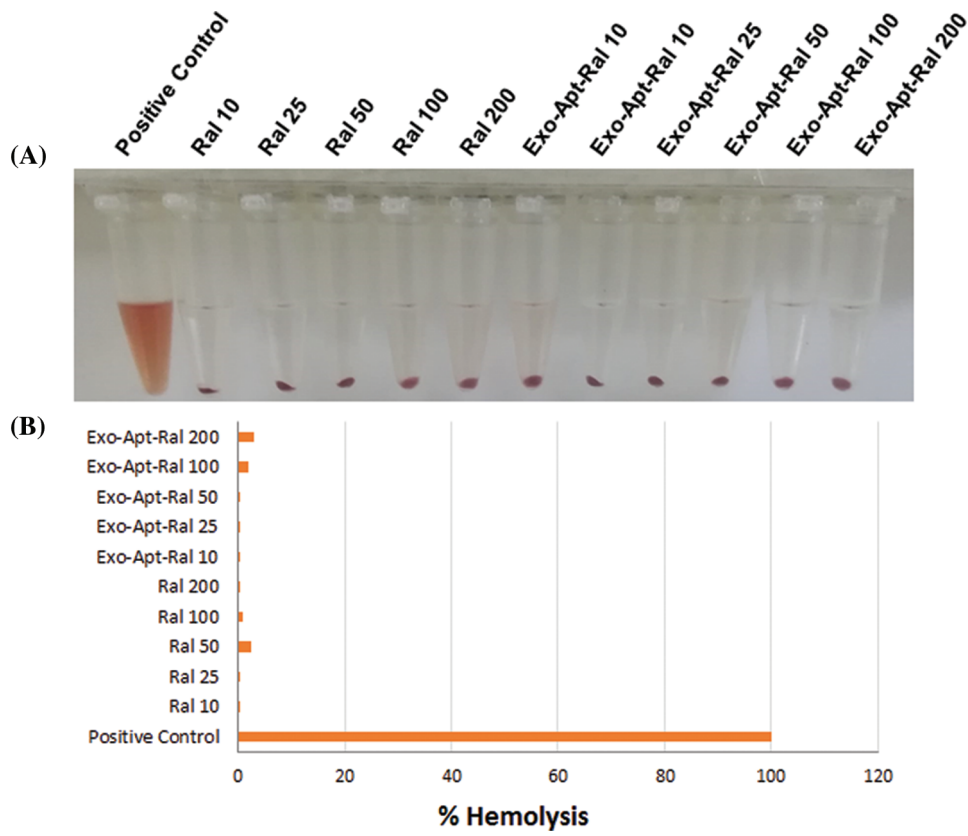 Positive Control
Ral 10
Ral 25
Ral 50
Ral 100
Ral 200
Exo-Apt-Ral 10
Exo-Apt-Ral 10
Exo-Apt-Ral 25
Exo-Apt-Ral 50
Exo-Apt-Ral 100
Exo-Apt-Ral 200
(A)
(B)
Exo-Apt-Ral 200
Exo-Apt-Ral 100
Exo-Apt-Ral 50
Exo-Apt-Ral 25
Exo-Apt-Ral 10
Ral 200
Ral 100
Ral 50
Ral 25
Ral 10
Positive Control
0 20 40 60 80 100 120
% Hemolysis